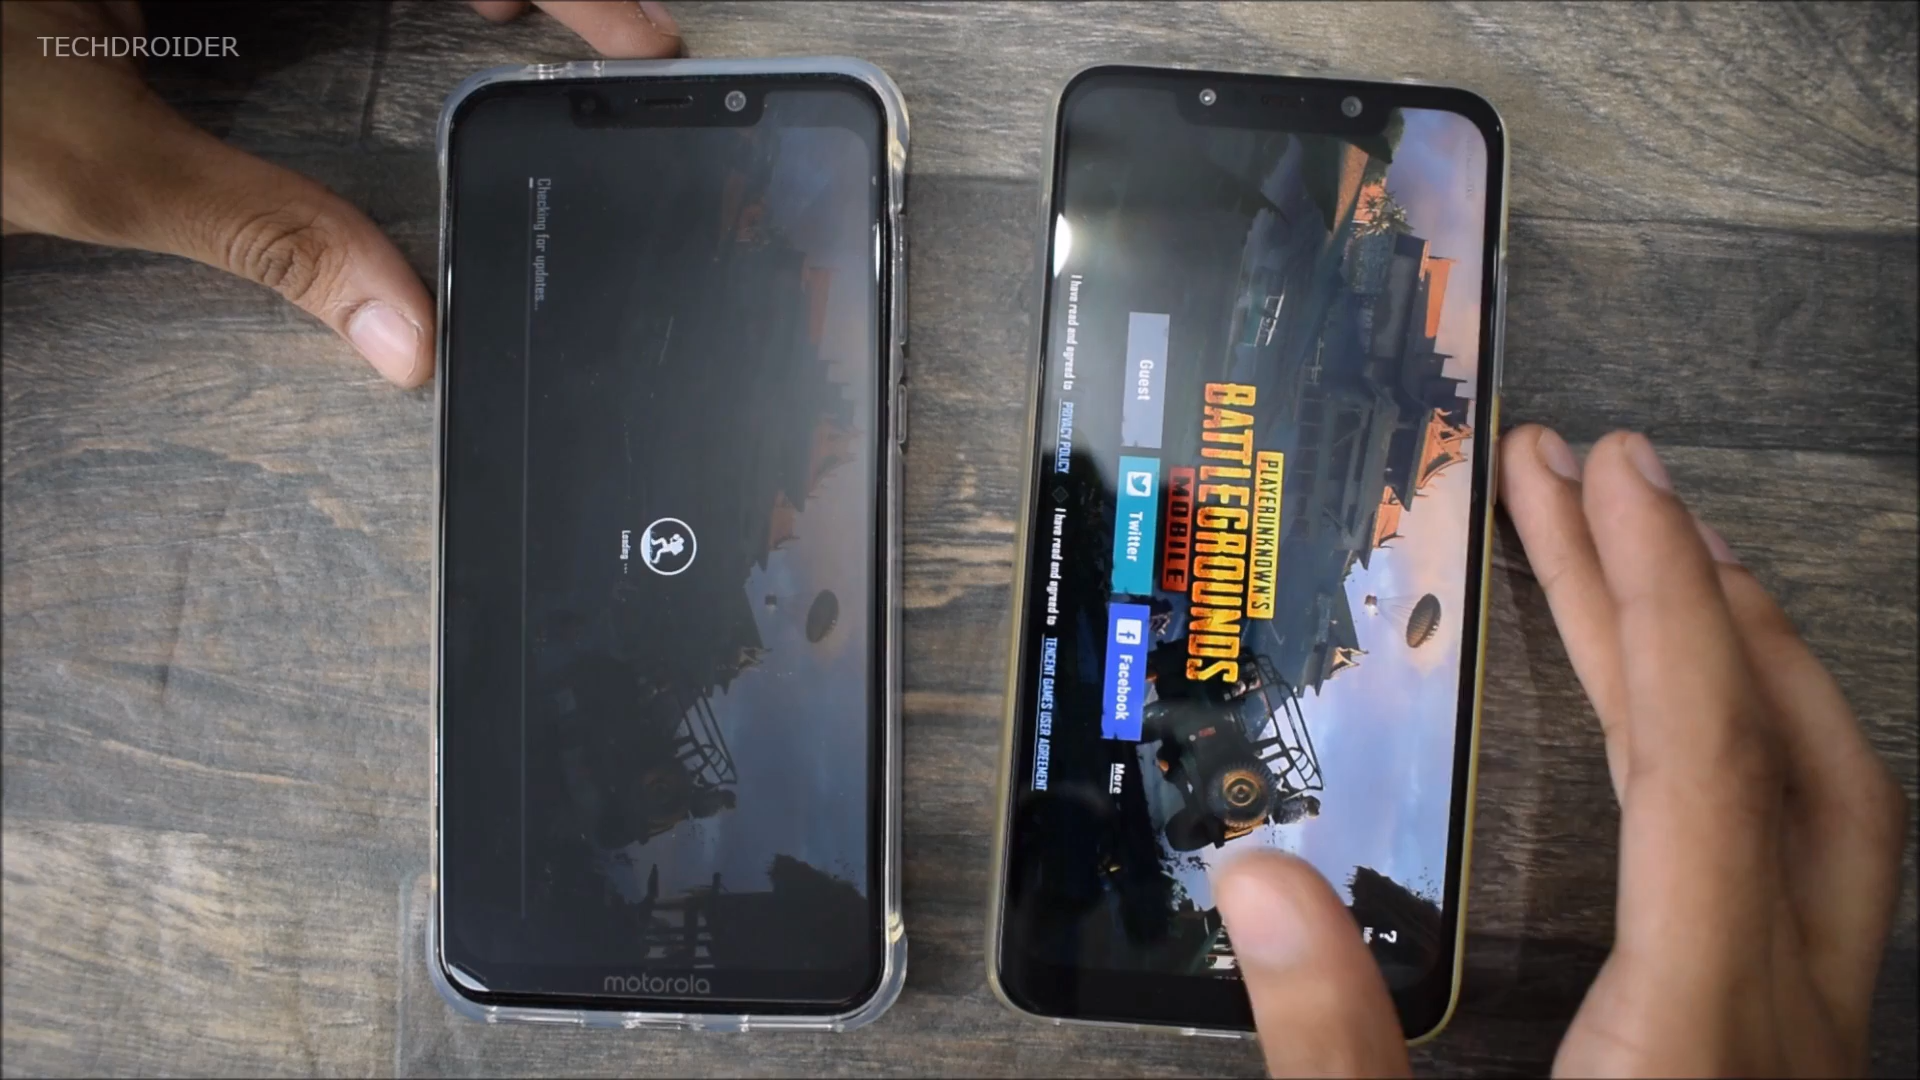 TECHDROIDER
Checking for updates...
Loading ...
motorola
PLAYERUNKNOWN'S
BATTLEGROUNDS
MOBILE
Guest
Twitter
Facebook
More
I have read and agreed to PRIVACY POLICY
I have read and agreed to TENCENT GAMES USER AGREEMENT
?
Help